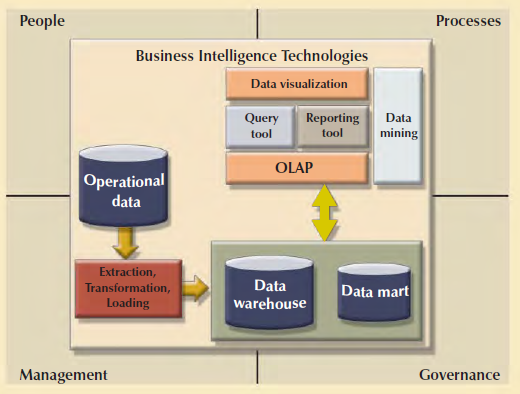 People
Processes
Business Intelligence Technologies
Data visualization
Query
tool
Reporting
tool
Data
mining
OLAP
Operational
data
Extraction,
Transformation,
Loading
Data
warehouse
Data mart
Management
Governance